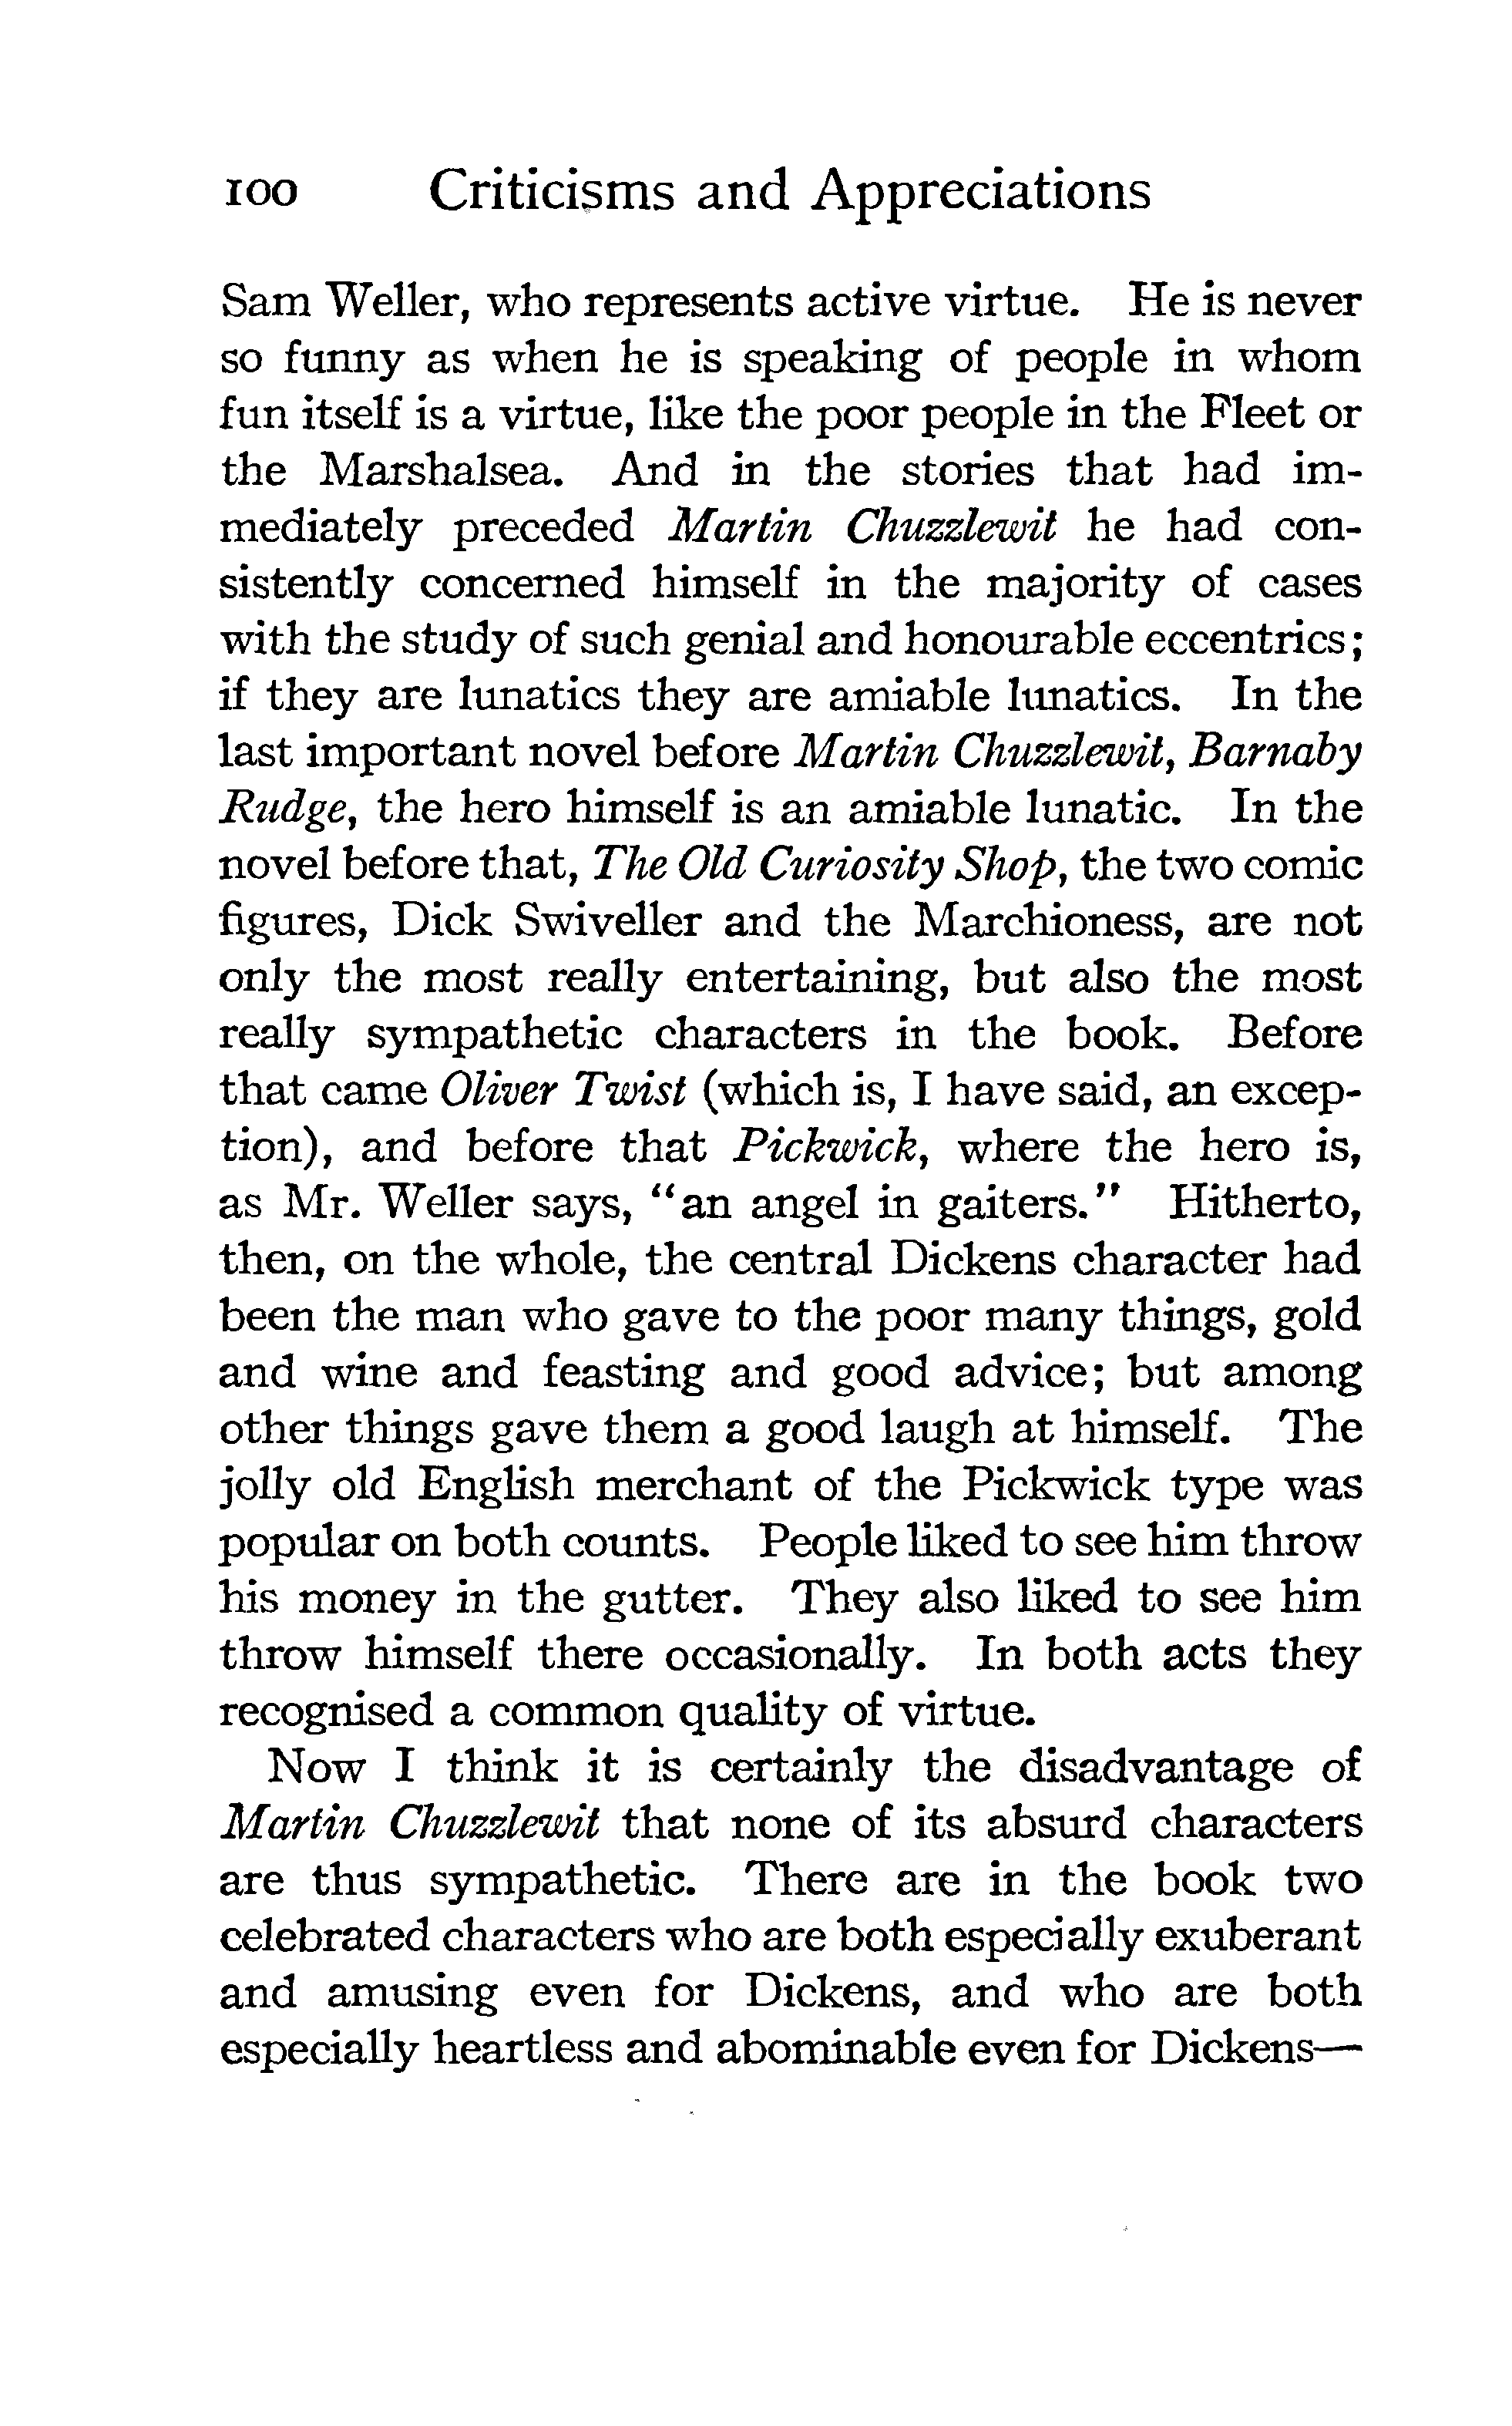 100 Criticisms and Appreciations
Sam Weller, who represents active virtue. He is never
so funny as when he is speaking of people in whom
fun itself is a virtue, like the poor people in the Fleet or
the Marshalsea. And in the stories that had im-
mediately preceded Martin Chuzzlewit he had con-
sistently concerned himself in the majority of cases
with the study of such genial and honourable eccentrics;
if they are lunatics they are amiable lunatics. In the
last important novel before Martin Chuzzlewit, Barnaby
Rudge, the hero himself is an amiable lunatic. In the
novel before that, The Old Curiosity Shop, the two comic
figures, Dick Swiveller and the Marchioness, are not
only the most really entertaining, but also the most
really sympathetic characters in the book. Before
that came Oliver Twist (which is, I have said, an excep-
tion), and before that Pickwick, where the hero is,
as Mr. Weller says, "an angel in gaiters." Hitherto,
then, on the whole, the central Dickens character had
been the man who gave to the poor many things, gold
and wine and feasting and good advice; but among
other things gave them a good laugh at himself. The
jolly old English merchant of the Pickwick type was
popular on both counts. People liked to see him throw
his money in the gutter. They also liked to see him
throw himself there occasionally. In both acts they
recognised a common quality of virtue.
Now I think it is certainly the disadvantage of
Martin Chuzzlewit that none of its absurd characters
are thus sympathetic. There are in the book two
celebrated characters who are both especially exuberant
and amusing even for Dickens, and who are both
especially heartless and abominable even for Dickens—